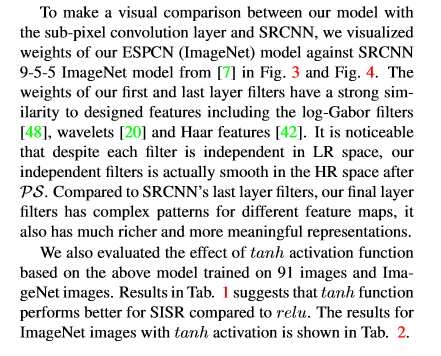 To make a visual comparison between our model with
the sub-pixel convolution layer and SRCNN, we visualized
weights of our ESPCN (ImageNet) model against SRCNN
9-5-5 ImageNet model from [7] in Fig. 3 and Fig. 4. The
weights of our first and last layer filters have a strong sim-
ilarity to designed features including the log-Gabor filters
[48], wavelets [20] and Haar features [42]. It is noticeable
that despite each filter is independent in LR space, our
independent filters is actually smooth in the HR space after
PS. Compared to SRCNN's last layer filters, our final layer
filters has complex patterns for different feature maps, it
also has much richer and more meaningful representations.
We also evaluated the effect of tanh activation function
based on the above model trained on 91 images and Ima-
geNet images. Results in Tab. 1 suggests that tanh function
performs better for SISR compared to relu. The results for
ImageNet images with tanh activation is shown in Tab. 2.